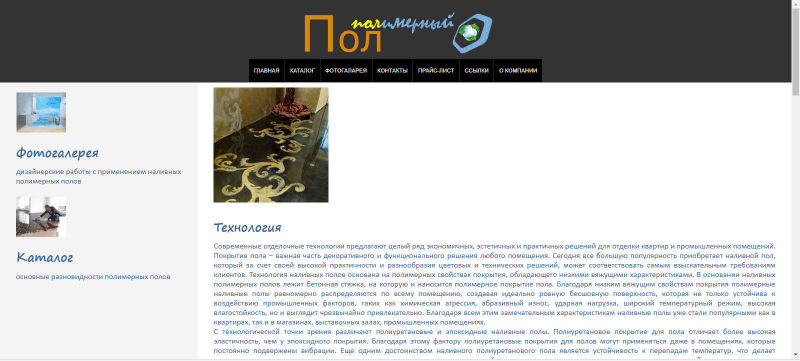 Пол полимерный
ГЛАВНАЯ КАТАЛОГ ФОТОГАЛАРЕЯ КОНТАКТЫ ПРАЙС-ЛИСТ ССЫЛКИ О КОМПАНИИ
Фотогалерея
дизайнерские работы с применением наливных
полимерных полов
Каталог
основные разновидности полимерных полов
Технология
Современные отделочные технологии предлагают целый ряд экономичных, эстетичных и практичных решений для отделки квартир и промышленных помещений.
Покрытие пола – важная часть декоративного и функционального решения любого помещения. Сегодня все большую популярность приобретает наливной пол,
который за счет своей высокой практичности и разнообразия цветовых и технических решений, может соответствовать самым взыскательным требованиям
клиентов. Технология наливных полов основана на полимерных свойствах покрытия, обладающего низкими вяжущими характеристиками. В основании наливных
полимерных полов лежит бетонная стяжка, на которую и наносится полимерное покрытие пола. Благодаря низким вяжущим свойствам покрытия полимерные
наливные полы равномерно распределяются по всему помещению, создавая идеально ровную бесшовную поверхность, которая не только устойчива к
воздействию промышленных факторов, таких как химическая агрессия, абразивный износ, ударная нагрузка, широкий температурный режим, высокая
влагостойкость, но и выглядит чрезвычайно привлекательно. Благодаря всем этим замечательным характеристикам наливные полы уже стали популярными как в
квартирах, так и в магазинах, выставочных залах, промышленных помещениях.
С технологической точки зрения различают полиуретановые и эпоксидные наливные полы. Полиуретановое покрытие для пола отличает более высокая
эластичность, чем у эпоксидного покрытия. Благодаря этому фактору полиуретановые покрытия для полов могут применяться даже в помещениях, которые
постоянно подвержены вибрации. Еще одним достоинством наливного полиуретанового пола является устойчивость к перепадам температур, что делает